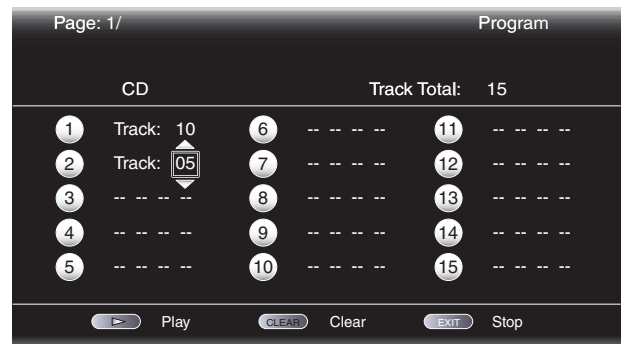 Page: 1/ Program
CD Track Total: 15
1 Track: 10 6 -- -- -- -- 11 -- -- -- --
2 Track: 05 7 -- -- -- -- 12 -- -- -- --
3 -- -- -- -- 8 -- -- -- -- 13 -- -- -- --
4 -- -- -- -- 9 -- -- -- -- 14 -- -- -- --
5 -- -- -- -- 10 -- -- -- -- 15 -- -- -- --
Play CLEAR Clear EXIT Stop